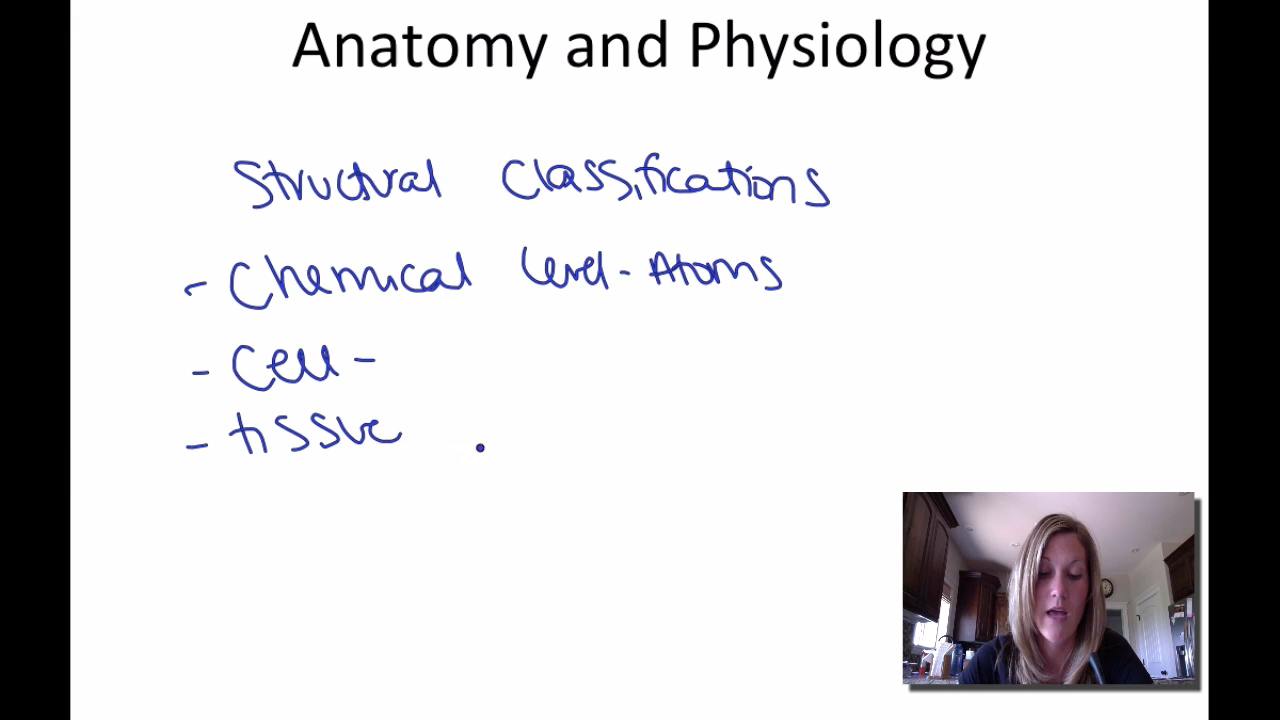 Anatomy and Physiology
Structural Classifications
- Chemical Level - Atoms
- Cell -
- tissue